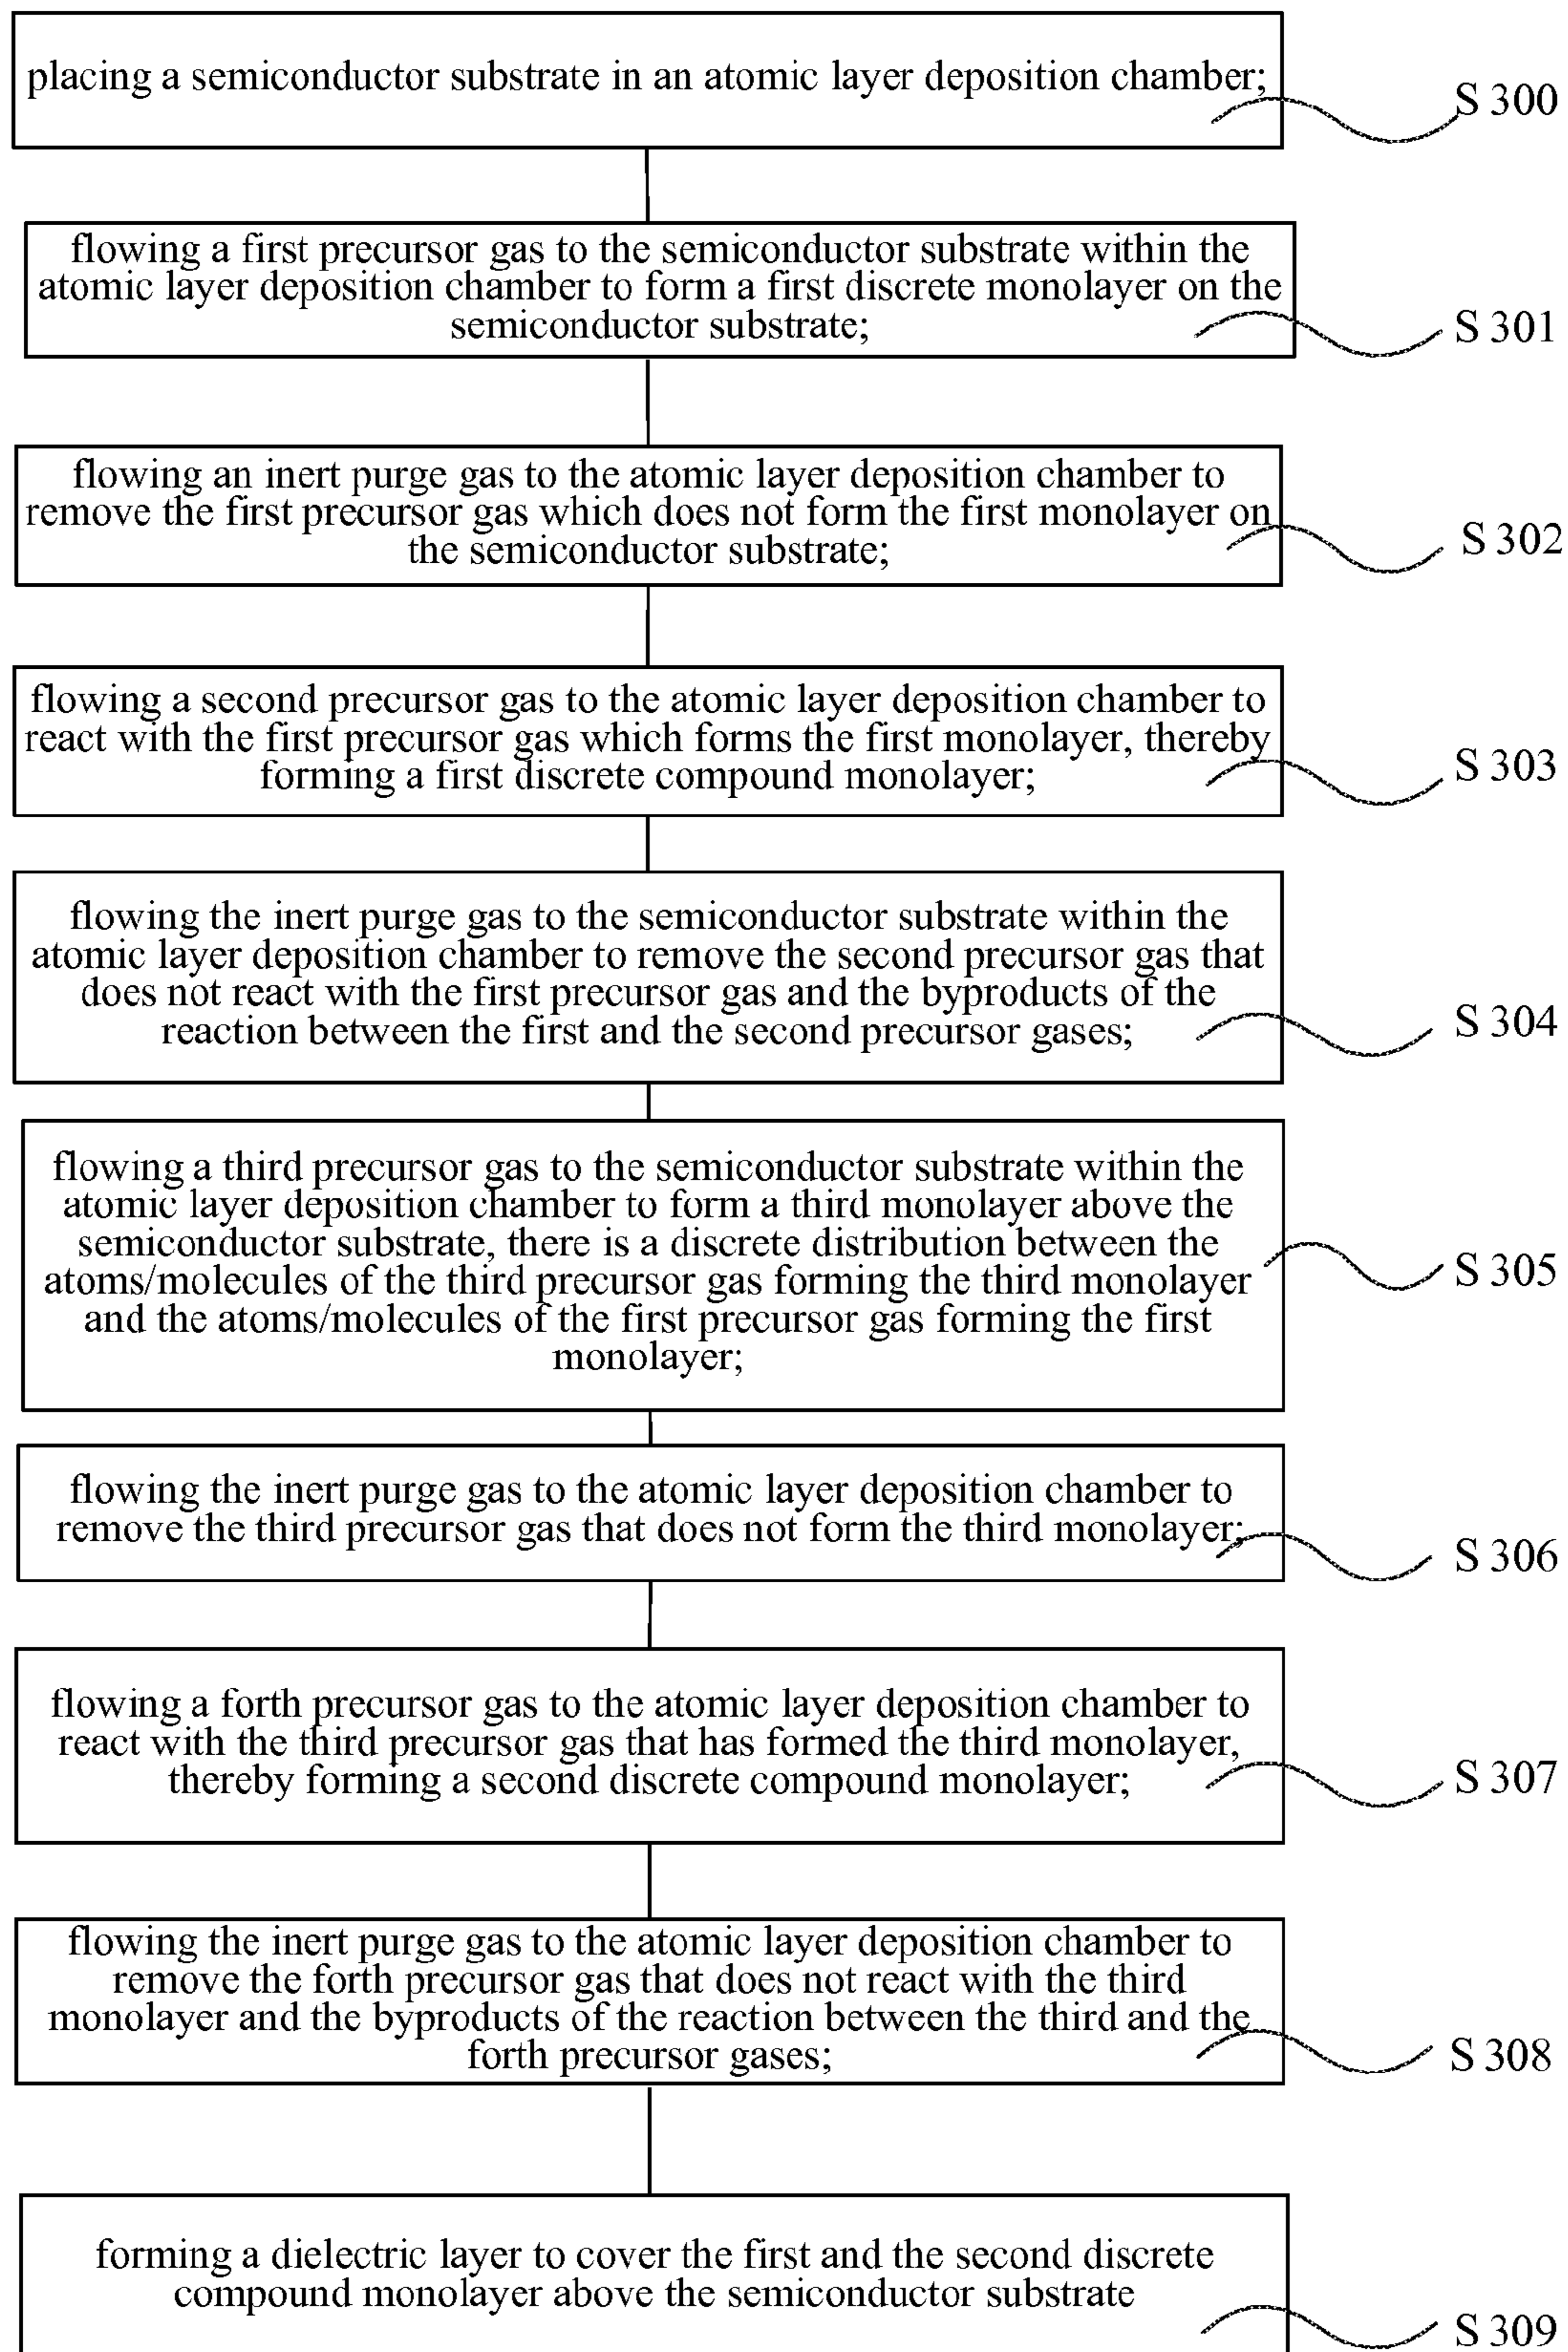 placing a semiconductor substrate in an atomic layer deposition chamber;
S 300
flowing a first precursor gas to the semiconductor substrate within the
atomic layer deposition chamber to form a first discrete monolayer on the
semiconductor substrate;
S 301
flowing an inert purge gas to the atomic layer deposition chamber to
remove the first precursor gas which does not form the first monolayer on
the semiconductor substrate;
S 302
flowing a second precursor gas to the atomic layer deposition chamber to
react with the first precursor gas which forms the first monolayer, thereby
forming a first discrete compound monolayer;
S 303
flowing the inert purge gas to the semiconductor substrate within the
atomic layer deposition chamber to remove the second precursor gas that
does not react with the first precursor gas and the byproducts of the
reaction between the first and the second precursor gases;
S 304
flowing a third precursor gas to the semiconductor substrate within the
atomic layer deposition chamber to form a third monolayer above the
semiconductor substrate, there is a discrete distribution between the
atoms/molecules of the third precursor gas forming the third monolayer
and the atoms/molecules of the first precursor gas forming the first
monolayer;
S 305
flowing the inert purge gas to the atomic layer deposition chamber to
remove the third precursor gas that does not form the third monolayer;
S 306
flowing a forth precursor gas to the atomic layer deposition chamber to
react with the third precursor gas that has formed the third monolayer,
thereby forming a second discrete compound monolayer;
S 307
flowing the inert purge gas to the atomic layer deposition chamber to
remove the forth precursor gas that does not react with the third
monolayer and the byproducts of the reaction between the third and the
forth precursor gases;
S 308
forming a dielectric layer to cover the first and the second discrete
compound monolayer above the semiconductor substrate
S 309